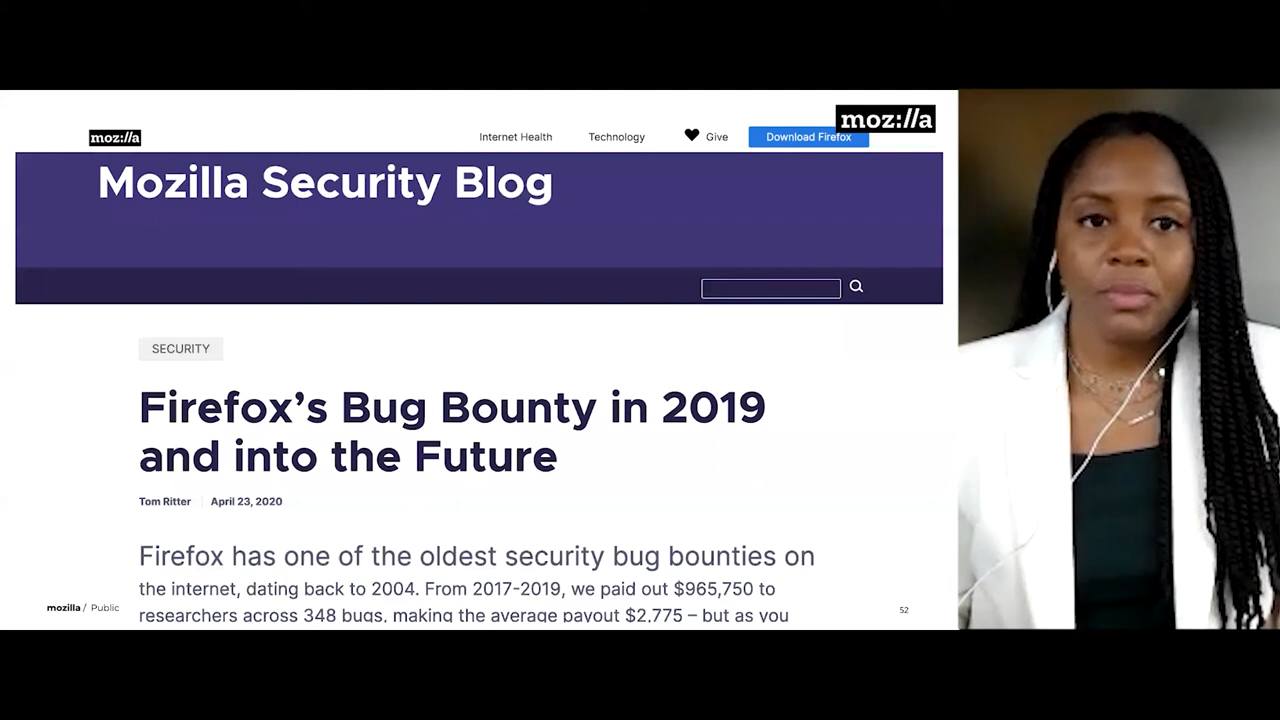 moz://a
moz://a
Internet Health
Technology
Give
Download Firefox
Mozilla Security Blog
SECURITY
Firefox’s Bug Bounty in 2019
and into the Future
Tom Ritter
April 23, 2020
Firefox has one of the oldest security bug bounties on
the internet, dating back to 2004. From 2017-2019, we paid out $965,750 to
researchers across 348 bugs, making the average payout $2,775 – but as you
mozilla / Public
52